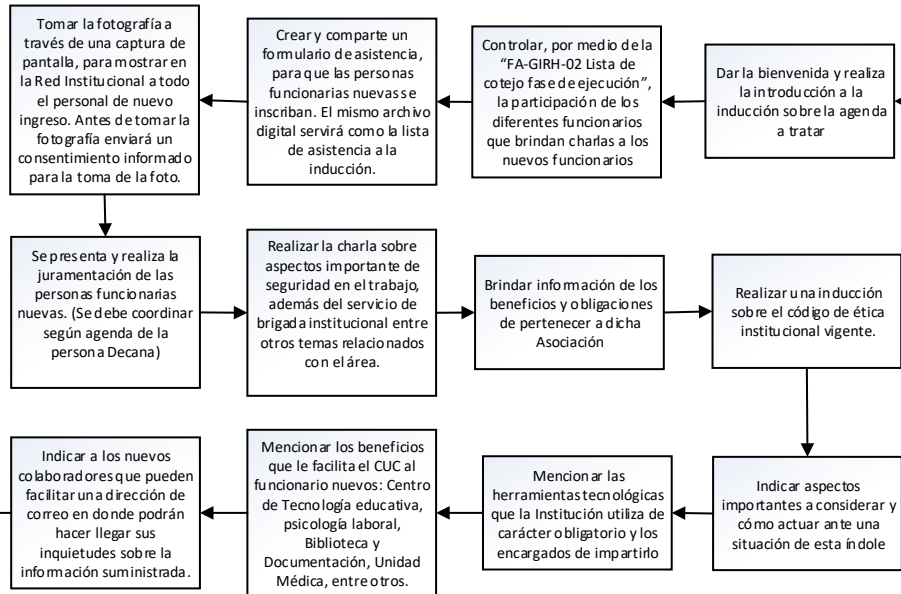 Tomar la fotografía a
través de una captura de
pantalla, para mostrar en
la Red Institucional a todo
el personal de nuevo
ingreso. Antes de tomar la
fotografía enviará un
consentimiento informado
para la toma de la foto.
Crear y comparte un
formulario de asistencia,
para que las personas
funcionarias nuevas se
inscriban. El mismo archivo
digital servirá como la lista
de asistencia a la
inducción.
Controlar, por medio de la
“FA-GIRH-02 Lista de
cotejo fase de ejecución”,
la participación de los
diferentes funcionarios
que brindan charlas a los
nuevos funcionarios
Dar la bienvenida y realiza
la introducción a la
inducción sobre la agenda
a tratar
Se presenta y realiza la
juramentación de las
personas funcionarias
nuevas. (Se debe coordinar
según agenda de la
persona Decana)
Realizar la charla sobre
aspectos importante de
seguridad en el trabajo,
además del servicio de
brigada institucional entre
otros temas relacionados
con el área.
Brindar información de los
beneficios y obligaciones
de pertenecer a dicha
Asociación
Realizar una inducción
sobre el código de ética
institucional vigente.
Indicar a los nuevos
colaboradores que pueden
facilitar una dirección de
correo en donde podrán
hacer llegar sus
inquietudes sobre la
información suministrada.
Mencionar los beneficios
que le facilita el CUC al
funcionario nuevos: Centro
de Tecnología educativa,
psicología laboral,
Biblioteca y
Documentación, Unidad
Médica, entre otros.
Mencionar las
herramientas tecnológicas
que la Institución utiliza de
carácter obligatorio y los
encargados de impartirlo
Indicar aspectos
importantes a considerar y
cómo actuar ante una
situación de esta índole